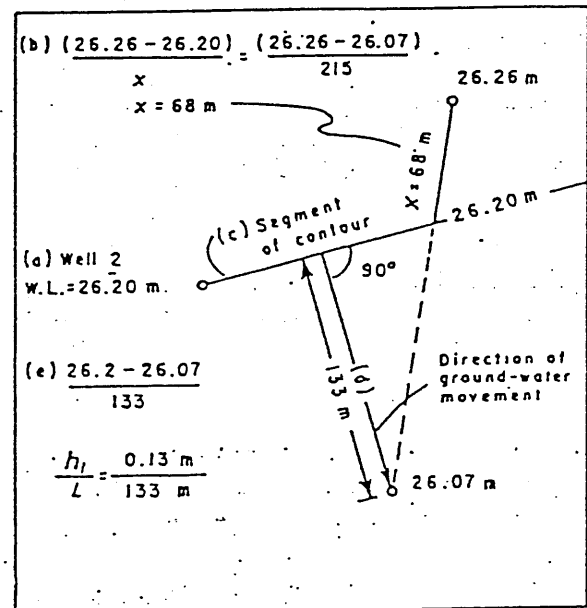 (b) (26.26 – 26.20) / x = (26.26 – 26.07) / 215
x = 68 m
26.26 m
X = 68 m
26.20 m
(c) Segment
of contour
(a) Well 2
W.L. = 26.20 m.
90°
(e) 26.2 – 26.07 / 133
(d)
133 m
Direction of
ground-water
movement
h₁ / L = 0.13 m / 133 m
26.07 m